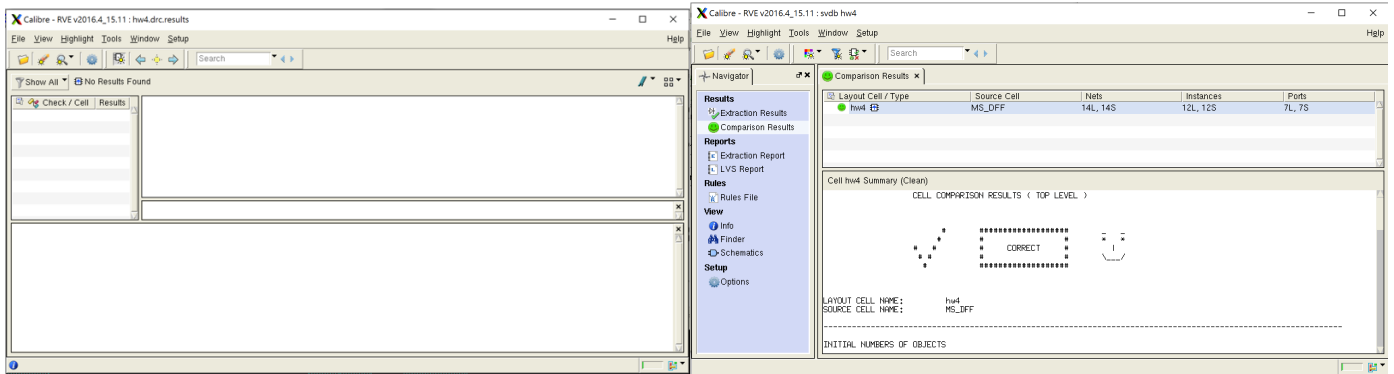 Calibre - RVE v2016.4_15.11 : hw4.drc.results
File View Highlight Tools Window Setup Help
Search
Show All No Results Found
Check / Cell Results
Calibre - RVE v2016.4_15.11 : svdb hw4
File View Highlight Tools Window Setup Help
Search
Navigator
Results
Extraction Results
Comparison Results
Reports
Extraction Report
LVS Report
Rules
Rules File
View
Info
Finder
Schematics
Setup
Options
Comparison Results
Layout Cell / Type Source Cell Nets Instances Ports
hw4 MS_DFF 14L, 14S 12L, 12S 7L, 7S
Cell hw4 Summary (Clean)
CELL COMPARISON RESULTS ( TOP LEVEL )
CORRECT
LAYOUT CELL NAME: hw4
SOURCE CELL NAME: MS_DFF
INITIAL NUMBERS OF OBJECTS